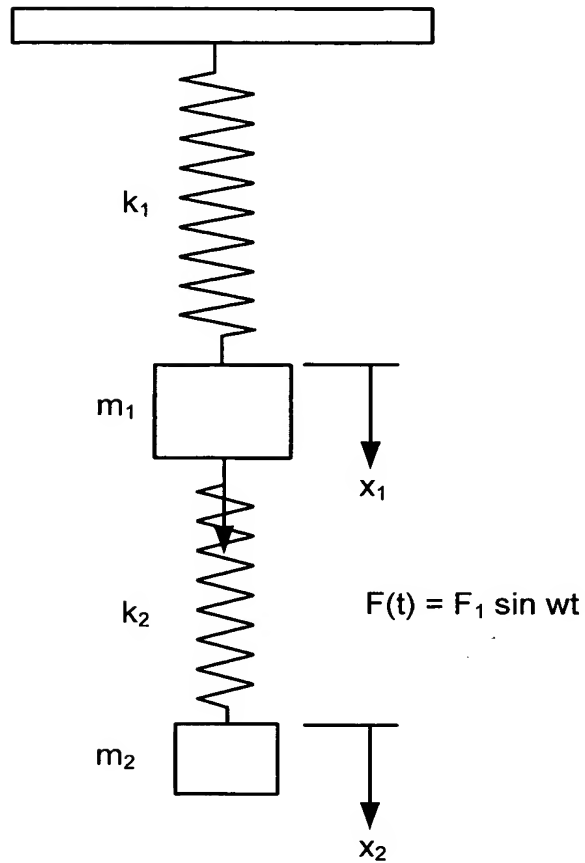 k₁
m₁
x₁
F(t) = F₁ sin wt
k₂
m₂
x₂